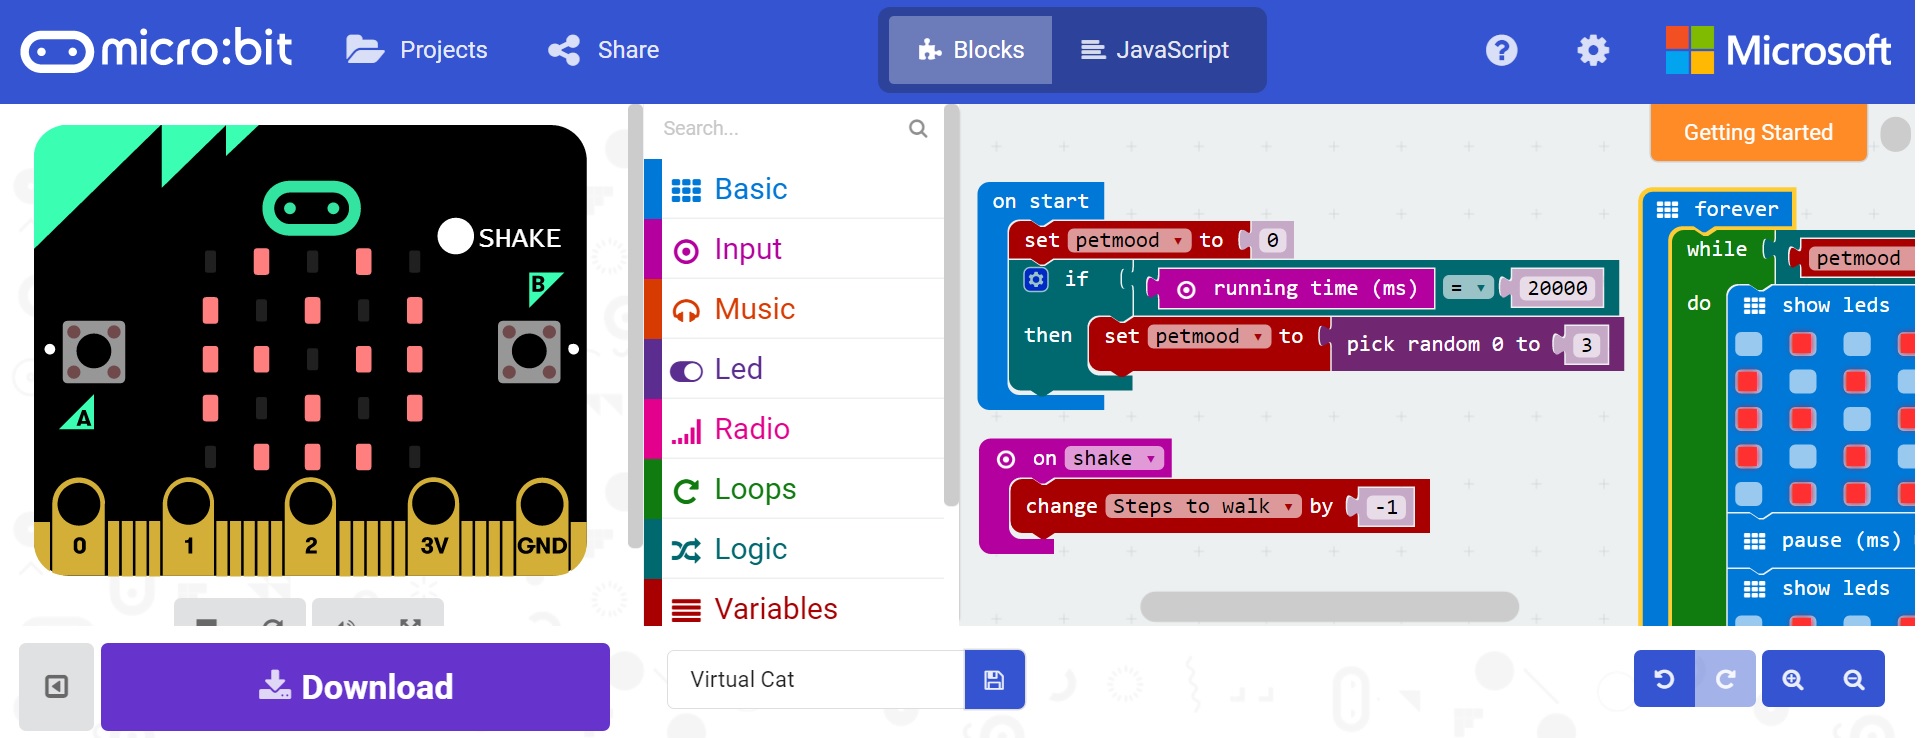 micro:bit
Projects
Share
Blocks
JavaScript
Microsoft
Search...
Getting Started
SHAKE
B
A
0 1 2 3V GND
Basic
Input
Music
Led
Radio
Loops
Logic
Variables
on start
set petmood to 0
if running time (ms) = 20000
then set petmood to pick random 0 to 3
on shake
change Steps to walk by -1
forever
while petmood
do show leds
pause (ms)
show leds
Download
Virtual Cat